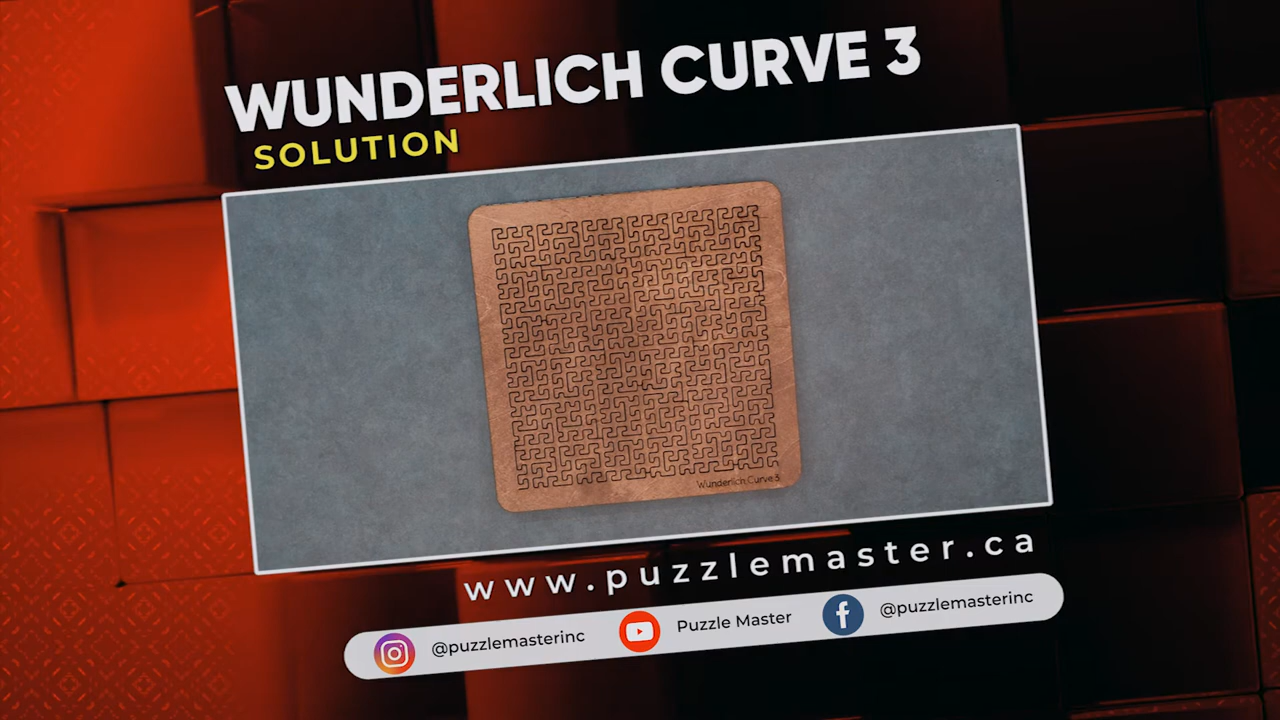 WUNDERLICH CURVE 3
SOLUTION
Wunderlich Curve 3
www.puzzlemaster.ca
@puzzlemasterinc
Puzzle Master
@puzzlemasterinc